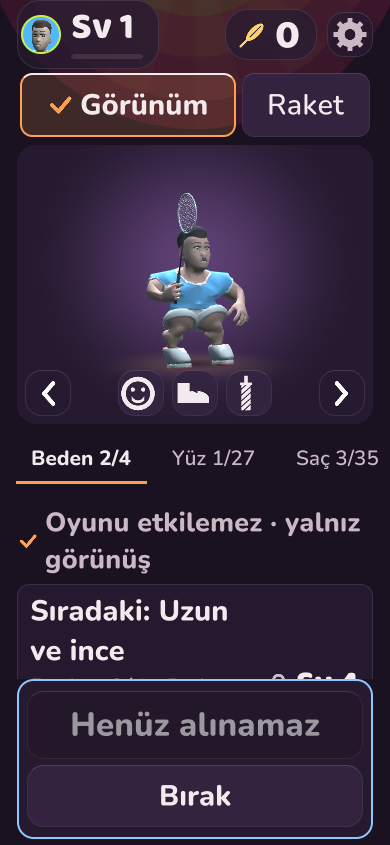 Sv 1
0
Görünüm
Raket
Beden 2/4
Yüz 1/27
Saç 3/35
Oyunu etkilemez · yalnız
görünüş
Sıradaki: Uzun
ve ince
Henüz alınamaz
Bırak